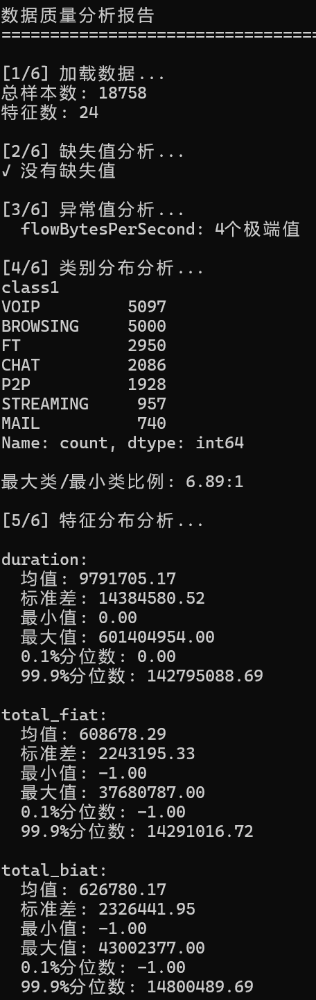 数据质量分析报告
=================================
[1/6] 加载数据...
总样本数: 18758
特征数: 24
[2/6] 缺失值分析...
√ 没有缺失值
[3/6] 异常值分析...
  flowBytesPerSecond: 4个极端值
[4/6] 类别分布分析...
class1
VOIP         5097
BROWSING     5000
FT           2950
CHAT         2086
P2P          1928
STREAMING     957
MAIL          740
Name: count, dtype: int64
最大类/最小类比例: 6.89:1
[5/6] 特征分布分析...
duration:
  均值: 9791705.17
  标准差: 14384580.52
  最小值: 0.00
  最大值: 601404954.00
  0.1%分位数: 0.00
  99.9%分位数: 142795088.69
total_fiat:
  均值: 608678.29
  标准差: 2243195.33
  最小值: -1.00
  最大值: 37680787.00
  0.1%分位数: -1.00
  99.9%分位数: 14291016.72
total_biat:
  均值: 626780.17
  标准差: 2326441.95
  最小值: -1.00
  最大值: 43002377.00
  0.1%分位数: -1.00
  99.9%分位数: 14800489.69